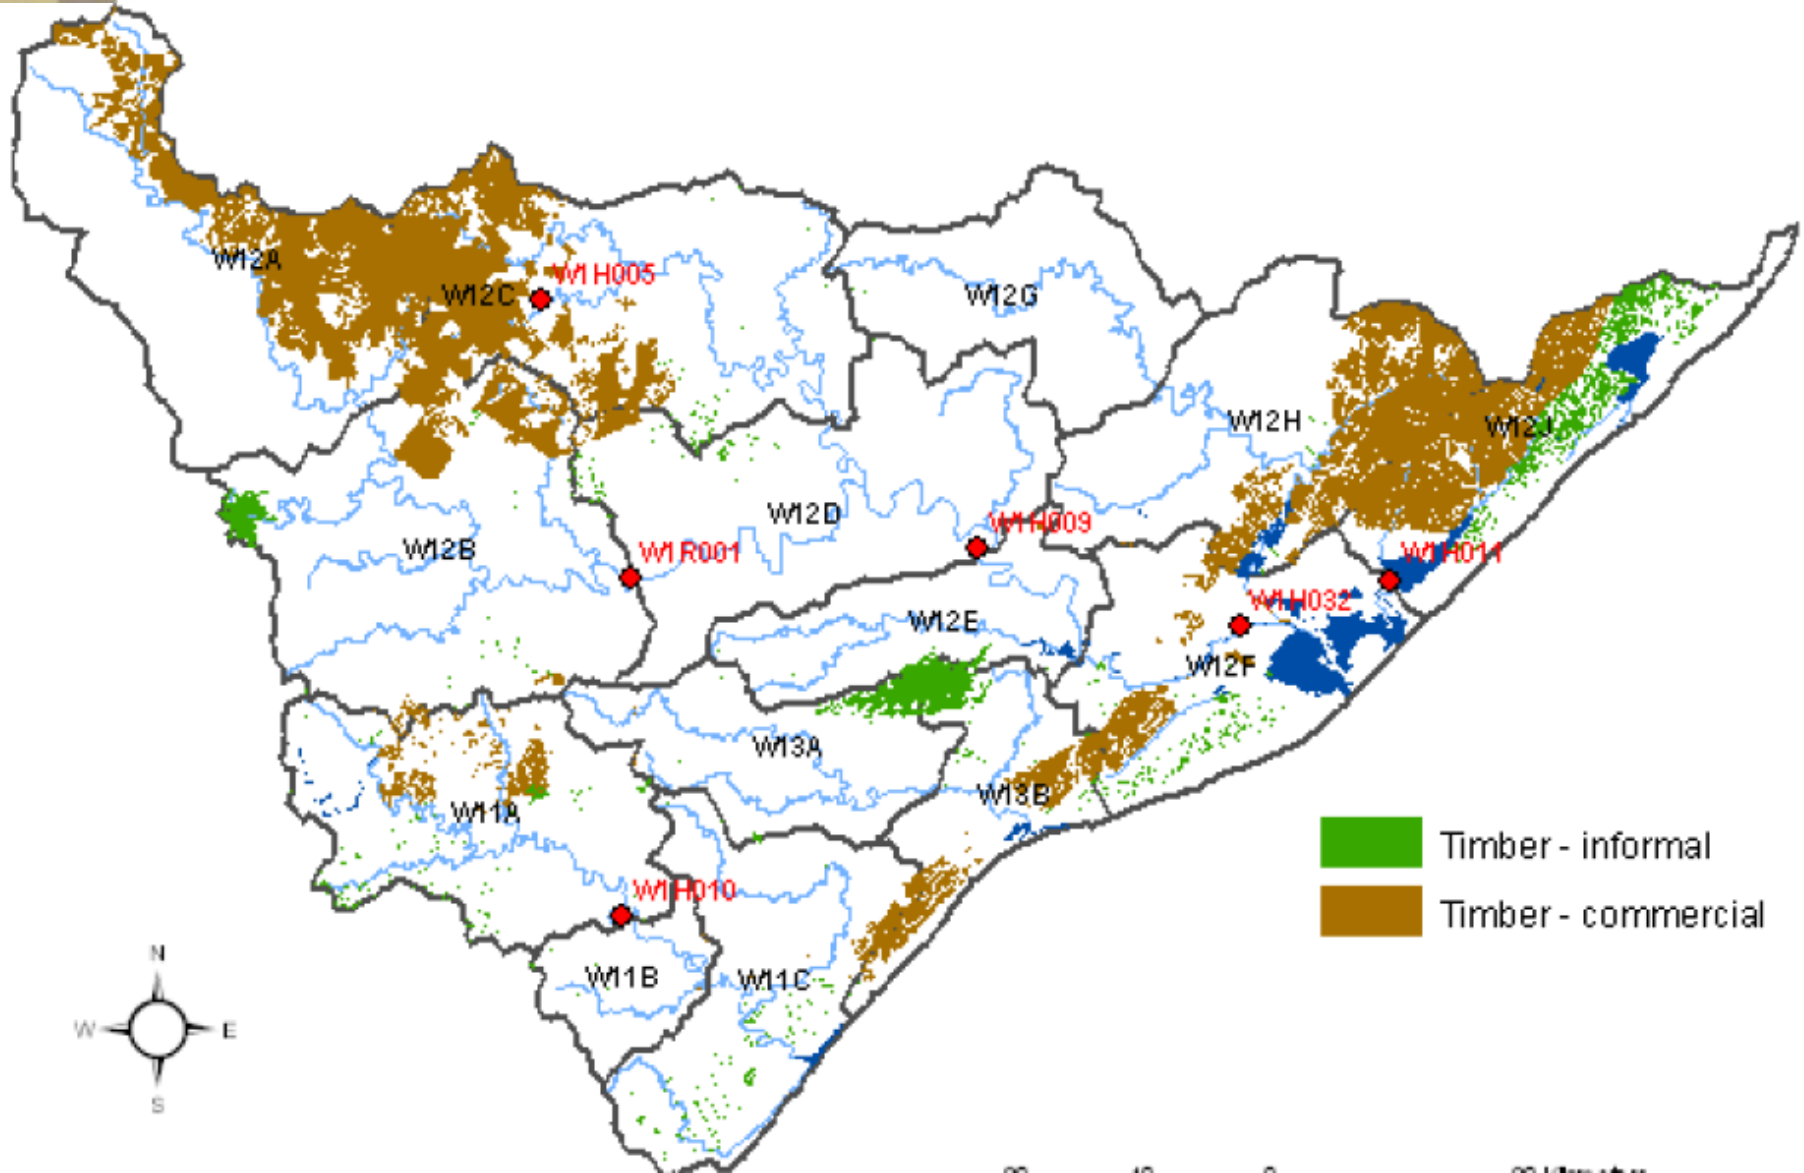 W12A
W1H005
W12C
W12G
W12H
W12J
W12D
W1H009
W12B
W1R001
W1H011
W1H032
W12E
W12F
W13A
W13B
W11A
Timber - informal
W1H010
Timber - commercial
W11B
W11C
N
W E
S